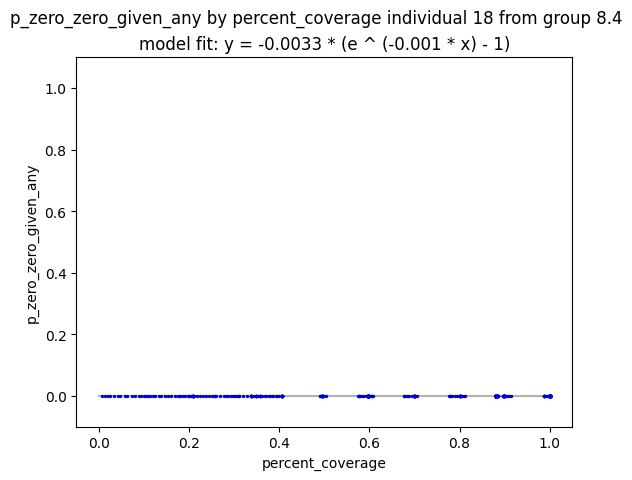 p_zero_zero_given_any by percent_coverage individual 18 from group 8.4
model fit: y = -0.0033 * (e ^ (-0.001 * x) - 1)
1.0
0.8
0.6
0.4
0.2
0.0
p_zero_zero_given_any
0.0 0.2 0.4 0.6 0.8 1.0
percent_coverage